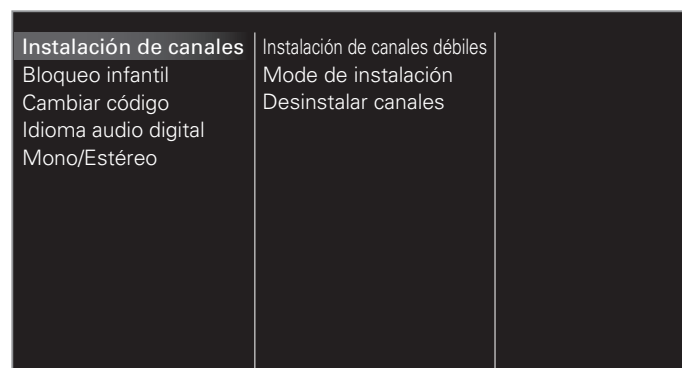 Instalación de canales
Bloqueo infantil
Cambiar código
Idioma audio digital
Mono/Estéreo
Instalación de canales débiles
Mode de instalación
Desinstalar canales